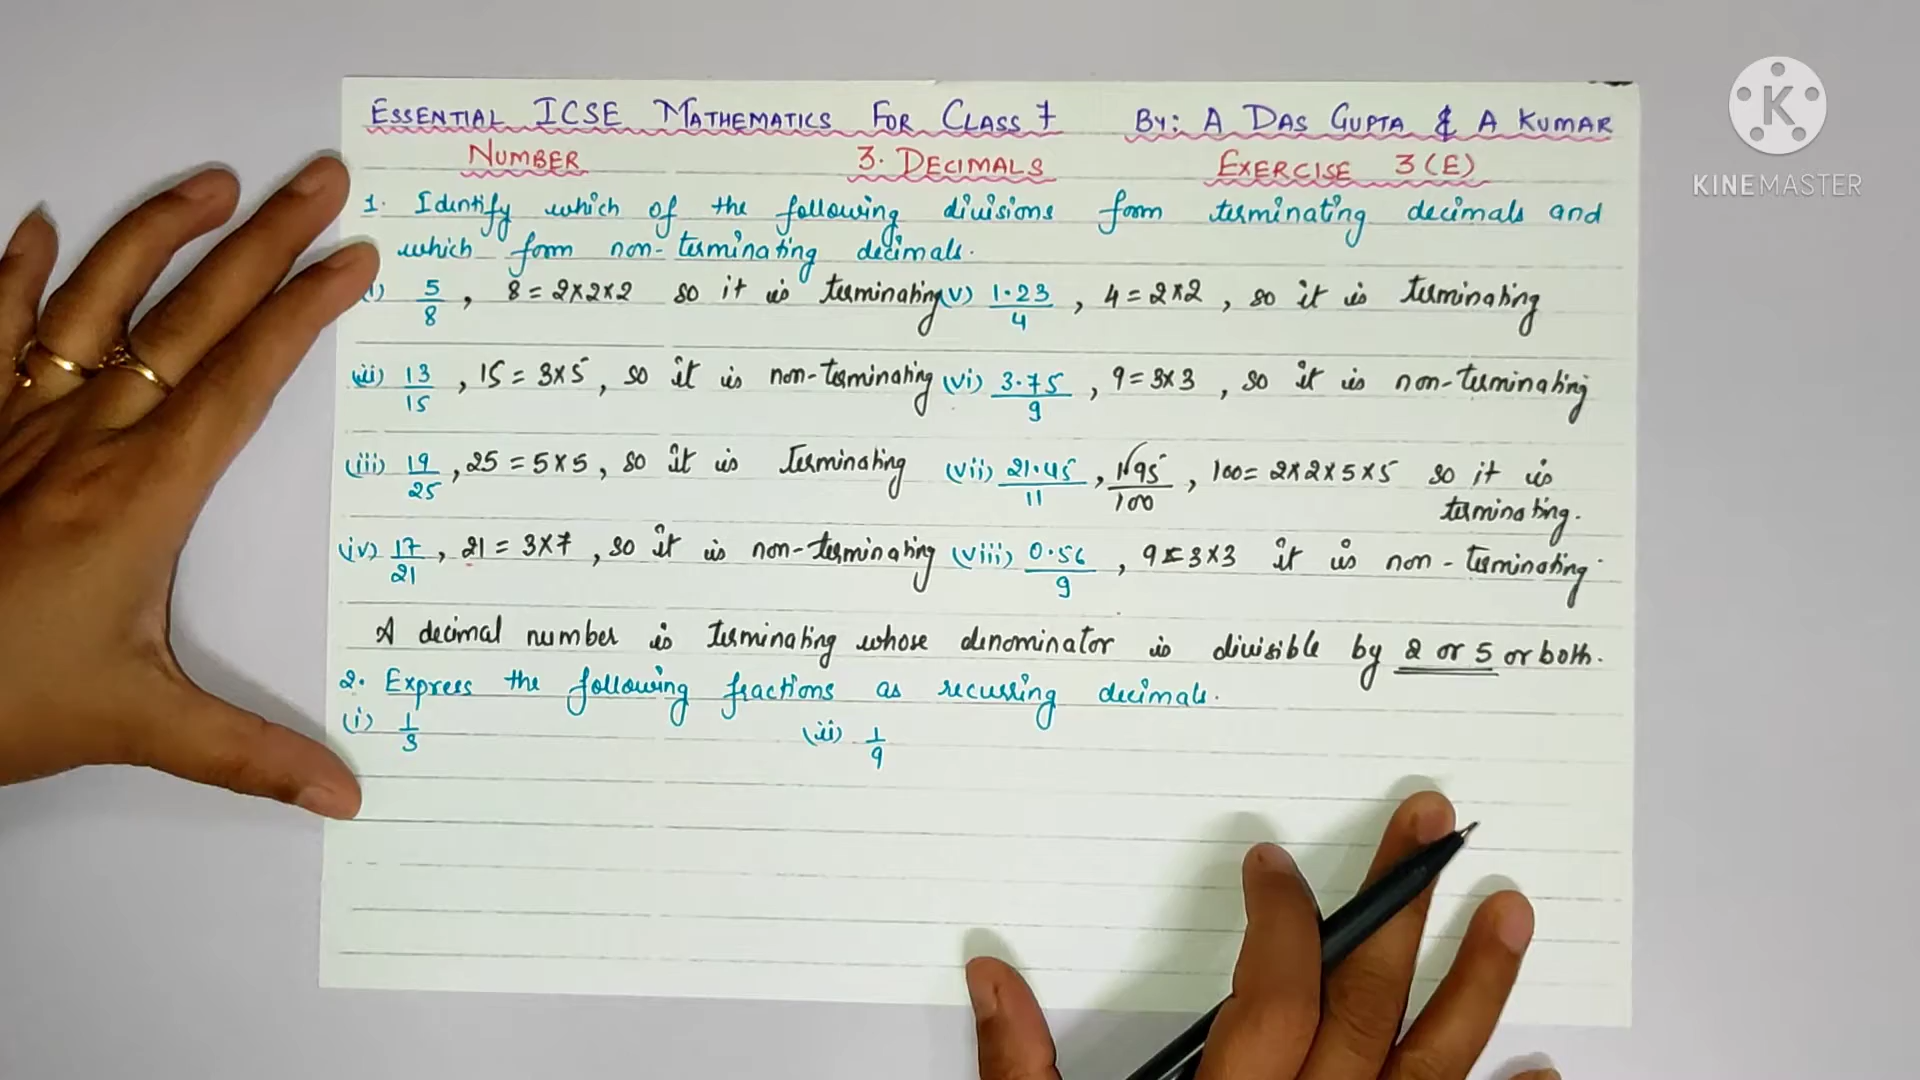 ESSENTIAL ICSE MATHEMATICS FOR CLASS 7 BY: A DAS GUPTA & A KUMAR
NUMBER 3. DECIMALS EXERCISE 3(E)
1. Identify which of the following divisions form terminating decimals and
which form non-terminating decimals.
(i) 5/8, 8 = 2×2×2 so it is terminating
(v) 1.23/4, 4 = 2×2, so it is terminating
(ii) 13/15, 15 = 3×5, so it is non-terminating
(vi) 3.75/9, 9 = 3×3, so it is non-terminating
(iii) 19/25, 25 = 5×5, so it is Terminating
(vii) 21.45/11, 195/100, 100 = 2×2×5×5 so it is
terminating.
(iv) 17/21, 21 = 3×7, so it is non-terminating
(viii) 0.56/9, 9 = 3×3 it is non-terminating.
A decimal number is terminating whose denominator is divisible by 2 or 5 or both.
2. Express the following fractions as recurring decimals.
(i) 1/3 (ii) 1/9
KINEMASTER